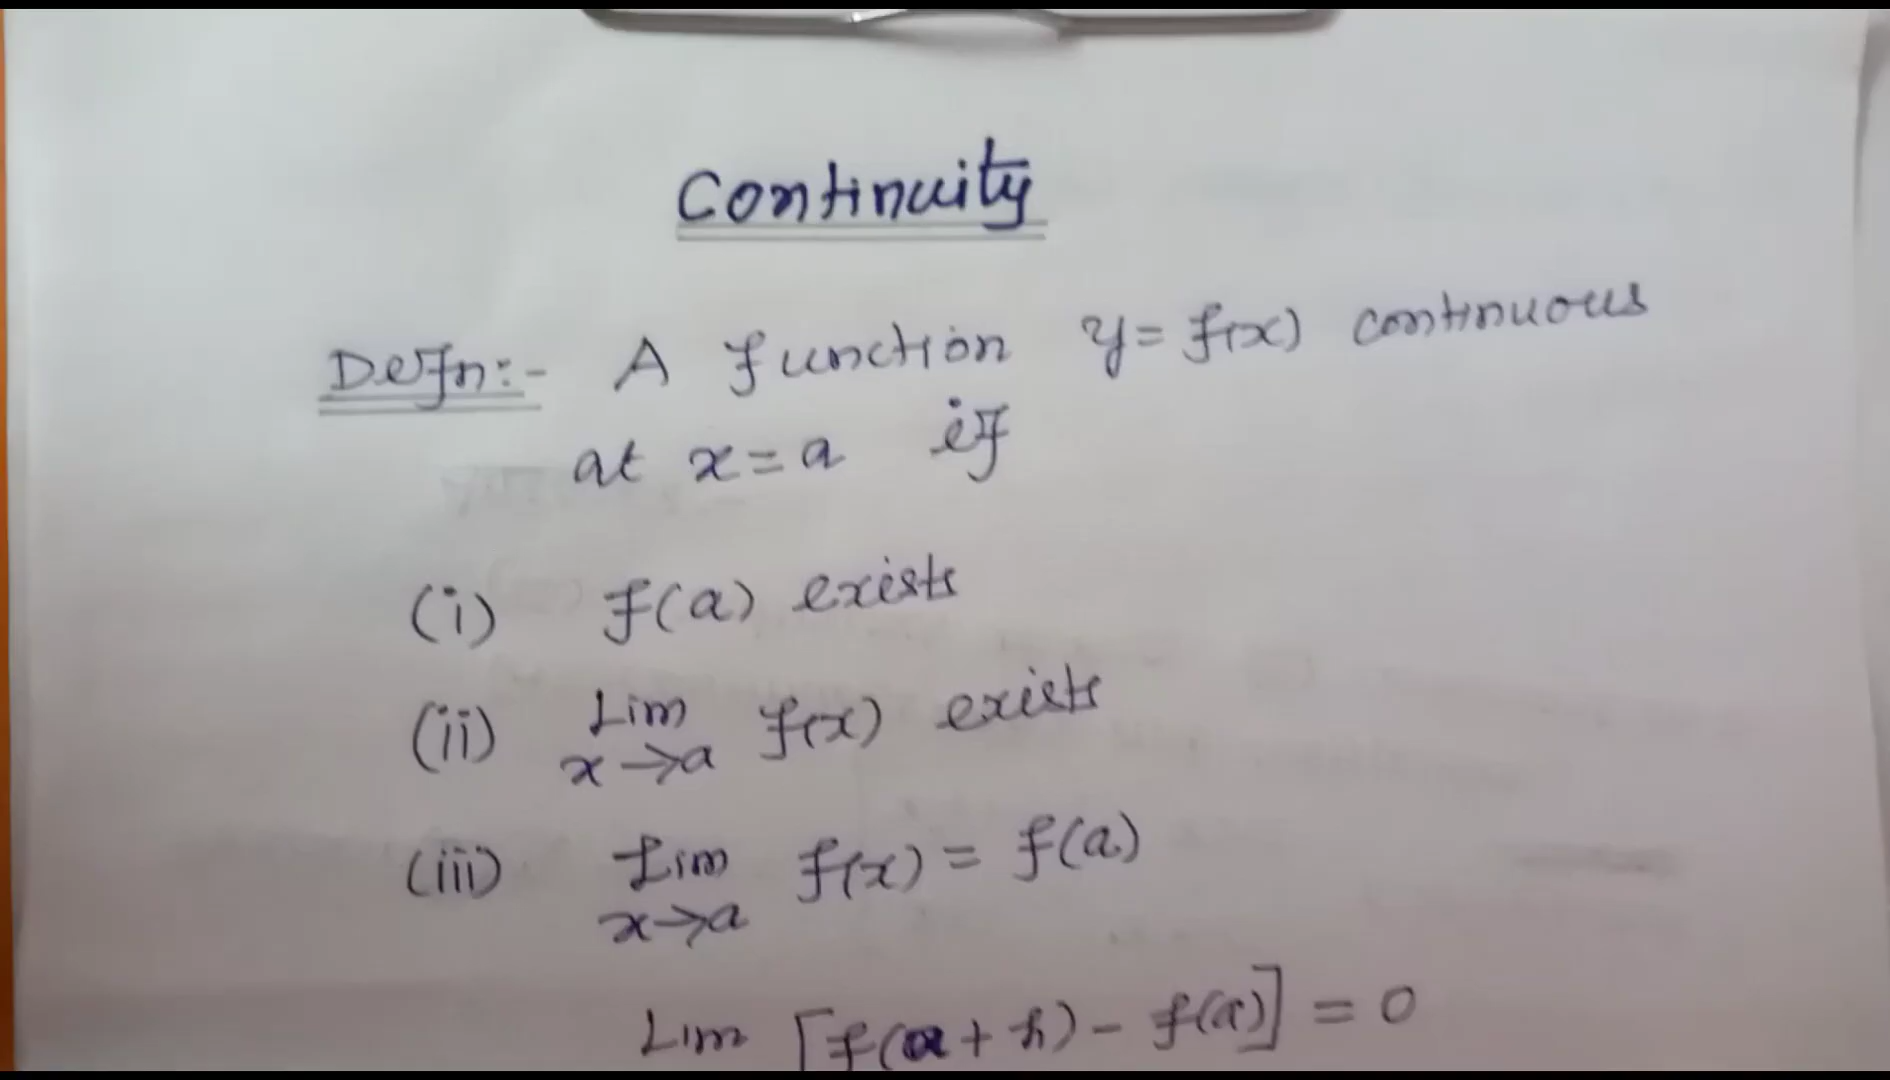 Continuity
Defn:- A function y = f(x) continuous
at x = a if
(i) f(a) exists
(ii) Lim f(x) exists
x→a
(iii) Lim f(x) = f(a)
x→a
Lim [f(a + h) - f(a)] = 0